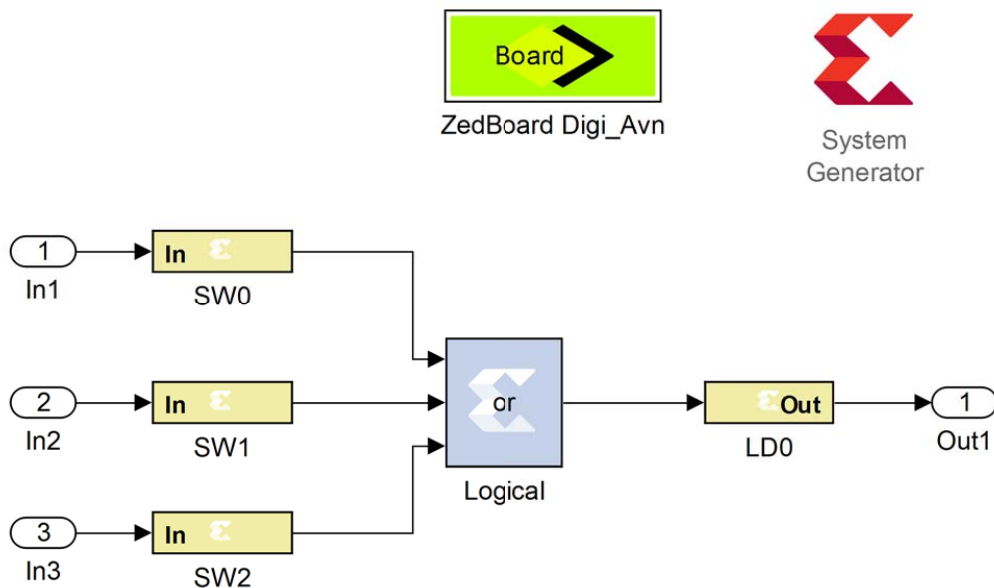 Board
ZedBoard Digi_Avn
System
Generator
1
In
In1
SW0
2
In
or
Out
1
In2
SW1
LD0
Out1
Logical
3
In
In3
SW2